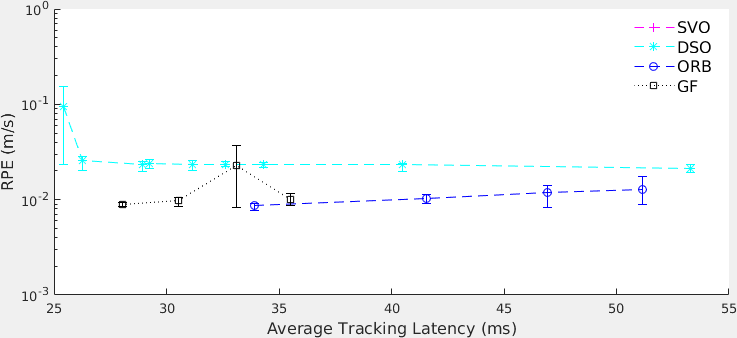 10^0
10^-1
10^-2
10^-3
RPE (m/s)
SVO
DSO
ORB
GF
25 30 35 40 45 50 55
Average Tracking Latency (ms)